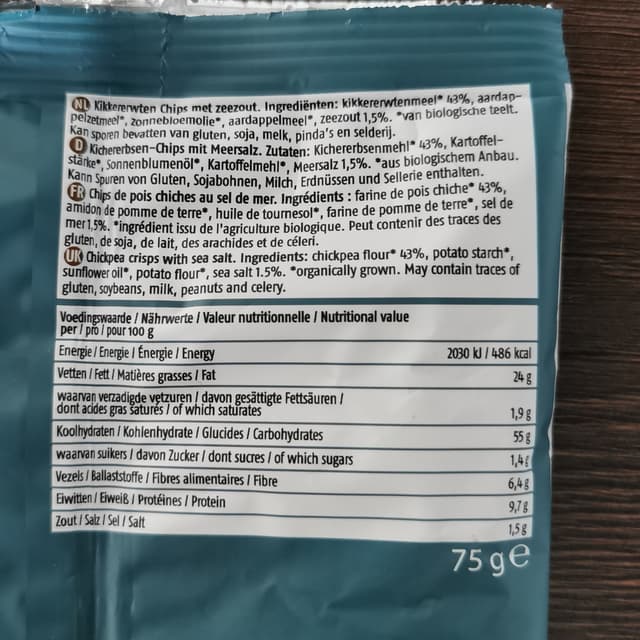 NL Kikkererwten Chips met zeezout. Ingrediënten: kikkererwtenmeel* 43%, aardap-
pelzetmeel*, zonnebloemolie*, aardappelmeel*, zeezout 1,5%. *van biologische teelt.
Kan sporen bevatten van gluten, soja, melk, pinda's en selderij.
D Kichererbsen-Chips mit Meersalz. Zutaten: Kichererbsenmehl* 43%, Kartoffel-
stärke*, Sonnenblumenöl*, Kartoffelmehl*, Meersalz 1,5%. *aus biologischem Anbau.
Kann Spuren von Gluten, Sojabohnen, Milch, Erdnüssen und Sellerie enthalten.
FR Chips de pois chiches au sel de mer. Ingrédients : farine de pois chiche* 43%,
amidon de pomme de terre*, huile de tournesol*, farine de pomme de terre*, sel de
mer 1,5%. *ingrédient issu de l'agriculture biologique. Peut contenir des traces des
gluten, de soja, de lait, des arachides et de céleri.
UK Chickpea crisps with sea salt. Ingredients: chickpea flour* 43%, potato starch*,
sunflower oil*, potato flour*, sea salt 1.5%. *organically grown. May contain traces of
gluten, soybeans, milk, peanuts and celery.
Voedingswaarde / Nährwerte / Valeur nutritionnelle / Nutritional value
per / pro / pour 100 g
Energie / Energie / Énergie / Energy 2030 kJ / 486 kcal
Vetten / Fett / Matières grasses / Fat 24 g
waarvan verzadigde vetzuren / davon gesättigte Fettsäuren /
dont acides gras saturés / of which saturates 1,9 g
Koolhydraten / Kohlenhydrate / Glucides / Carbohydrates 55 g
waarvan suikers / davon Zucker / dont sucres / of which sugars 1,4 g
Vezels / Ballaststoffe / Fibres alimentaires / Fibre 6,4 g
Eiwitten / Eiweiß / Protéines / Protein 9,7 g
Zout / Salz / Sel / Salt 1,5 g
75 g e